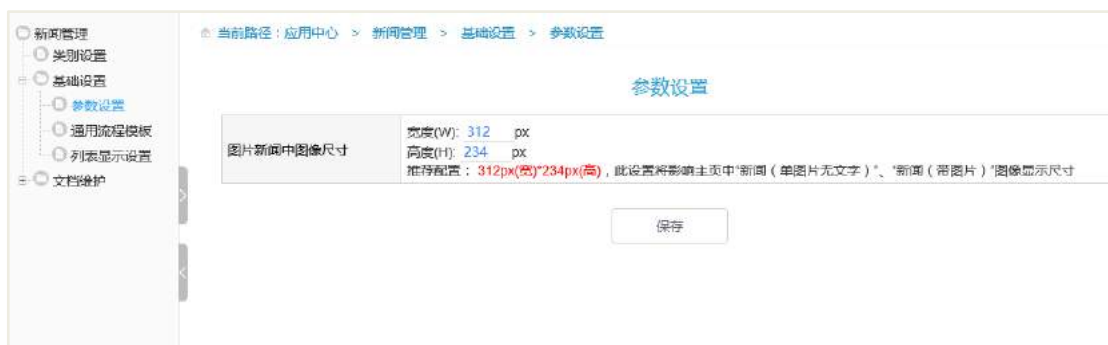 新闻管理
类别设置
基础设置
参数设置
通用流程模板
列表显示设置
文档维护
当前路径：应用中心 > 新闻管理 > 基础设置 > 参数设置
参数设置
图片新闻中图像尺寸
宽度(W): 312 px
高度(H): 234 px
推荐配置： 312px(宽)*234px(高)，此设置将影响主页中"新闻（单图片无文字）"、"新闻（带图片）"图像显示尺寸
保存